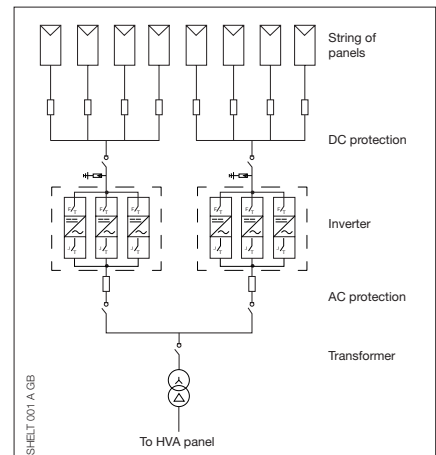 String of
panels
DC protection
Inverter
AC protection
Transformer
To HVA panel
SHELT 001 A GB